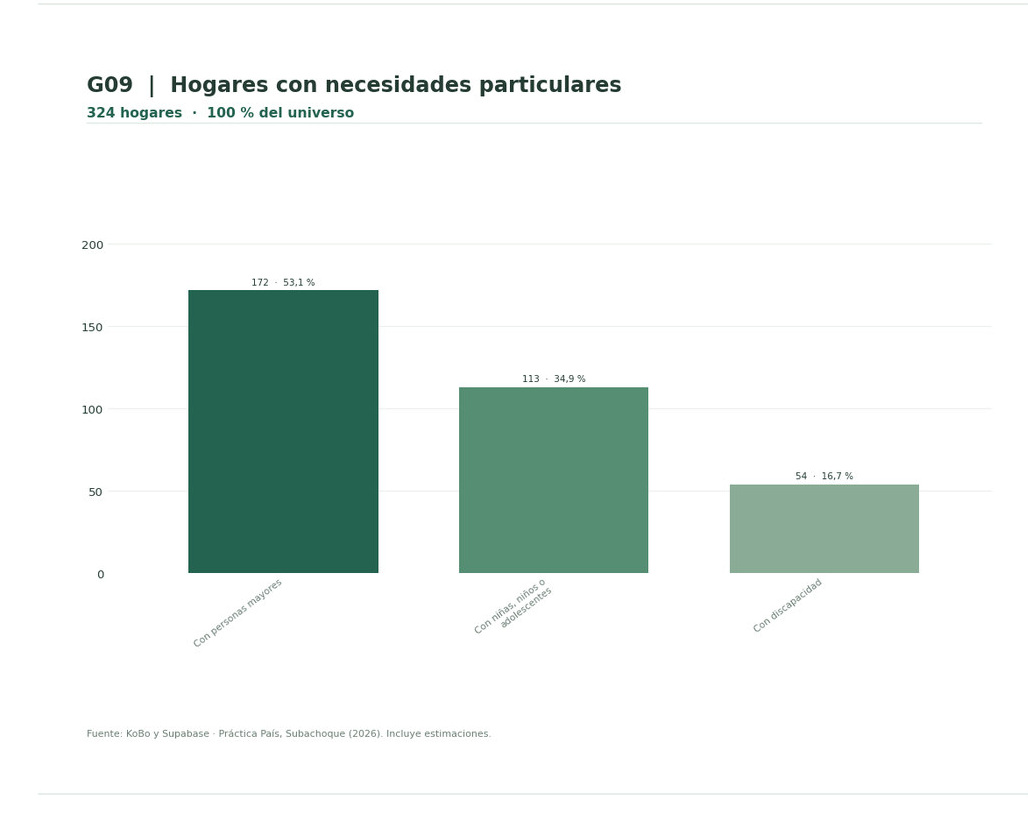 G09 | Hogares con necesidades particulares
324 hogares · 100 % del universo
200
172 · 53,1 %
150
113 · 34,9 %
100
54 · 16,7 %
50
0
Con personas mayores
Con niñas, niños o
adolescentes
Con discapacidad
Fuente: KoBo y Supabase · Práctica País, Subachoque (2026). Incluye estimaciones.